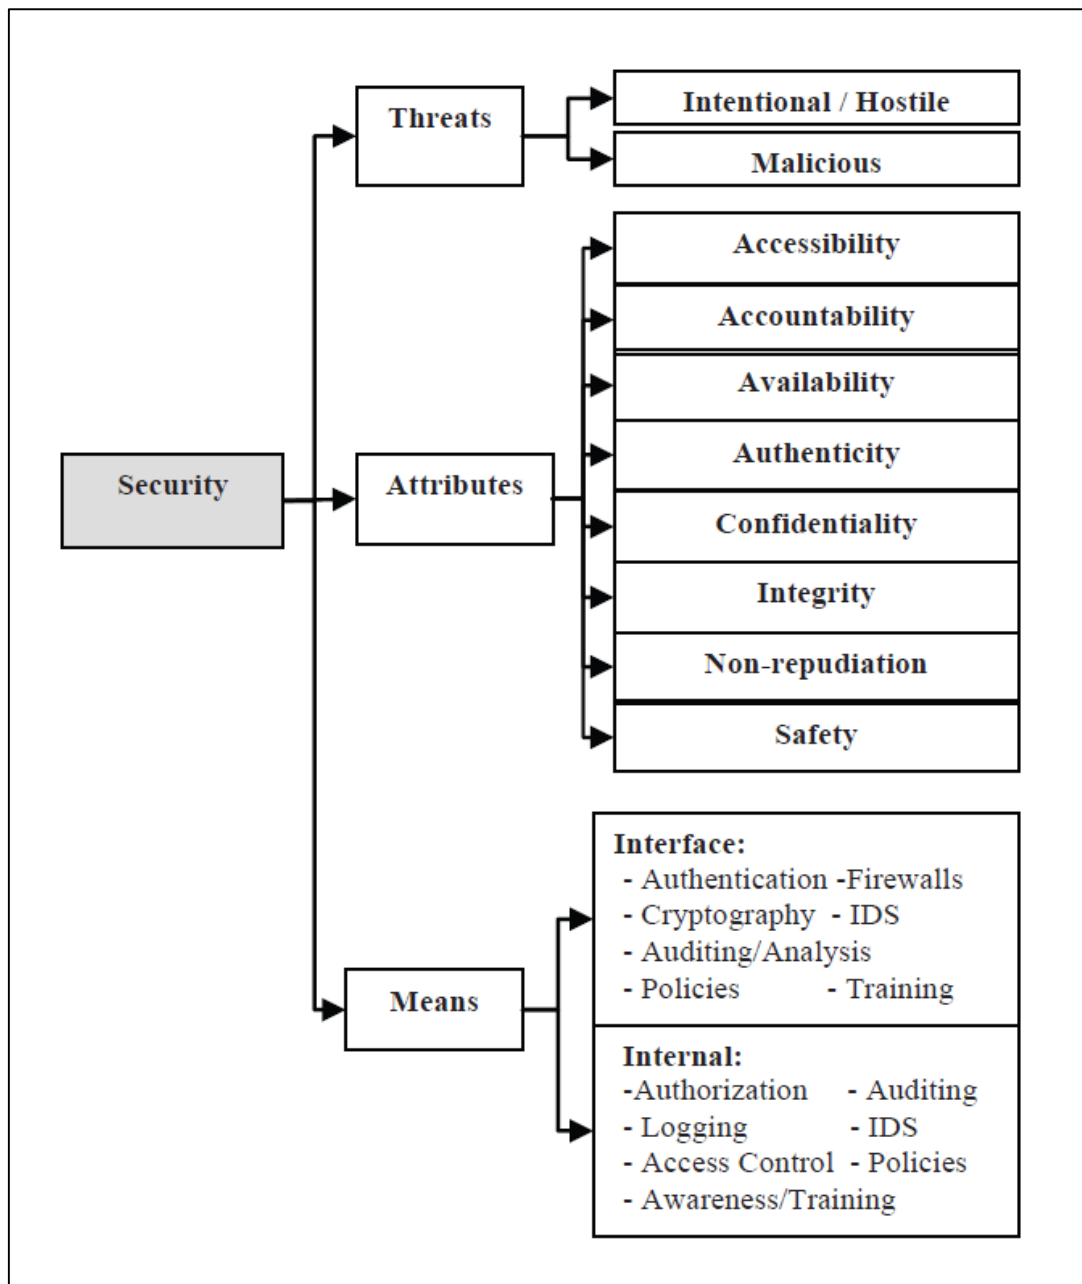 Threats
Intentional / Hostile
Malicious
Security
Attributes
Accessibility
Accountability
Availability
Authenticity
Confidentiality
Integrity
Non-repudiation
Safety
Means
Interface:
- Authentication -Firewalls
- Cryptography - IDS
- Auditing/Analysis
- Policies - Training
Internal:
-Authorization - Auditing
- Logging - IDS
- Access Control - Policies
- Awareness/Training